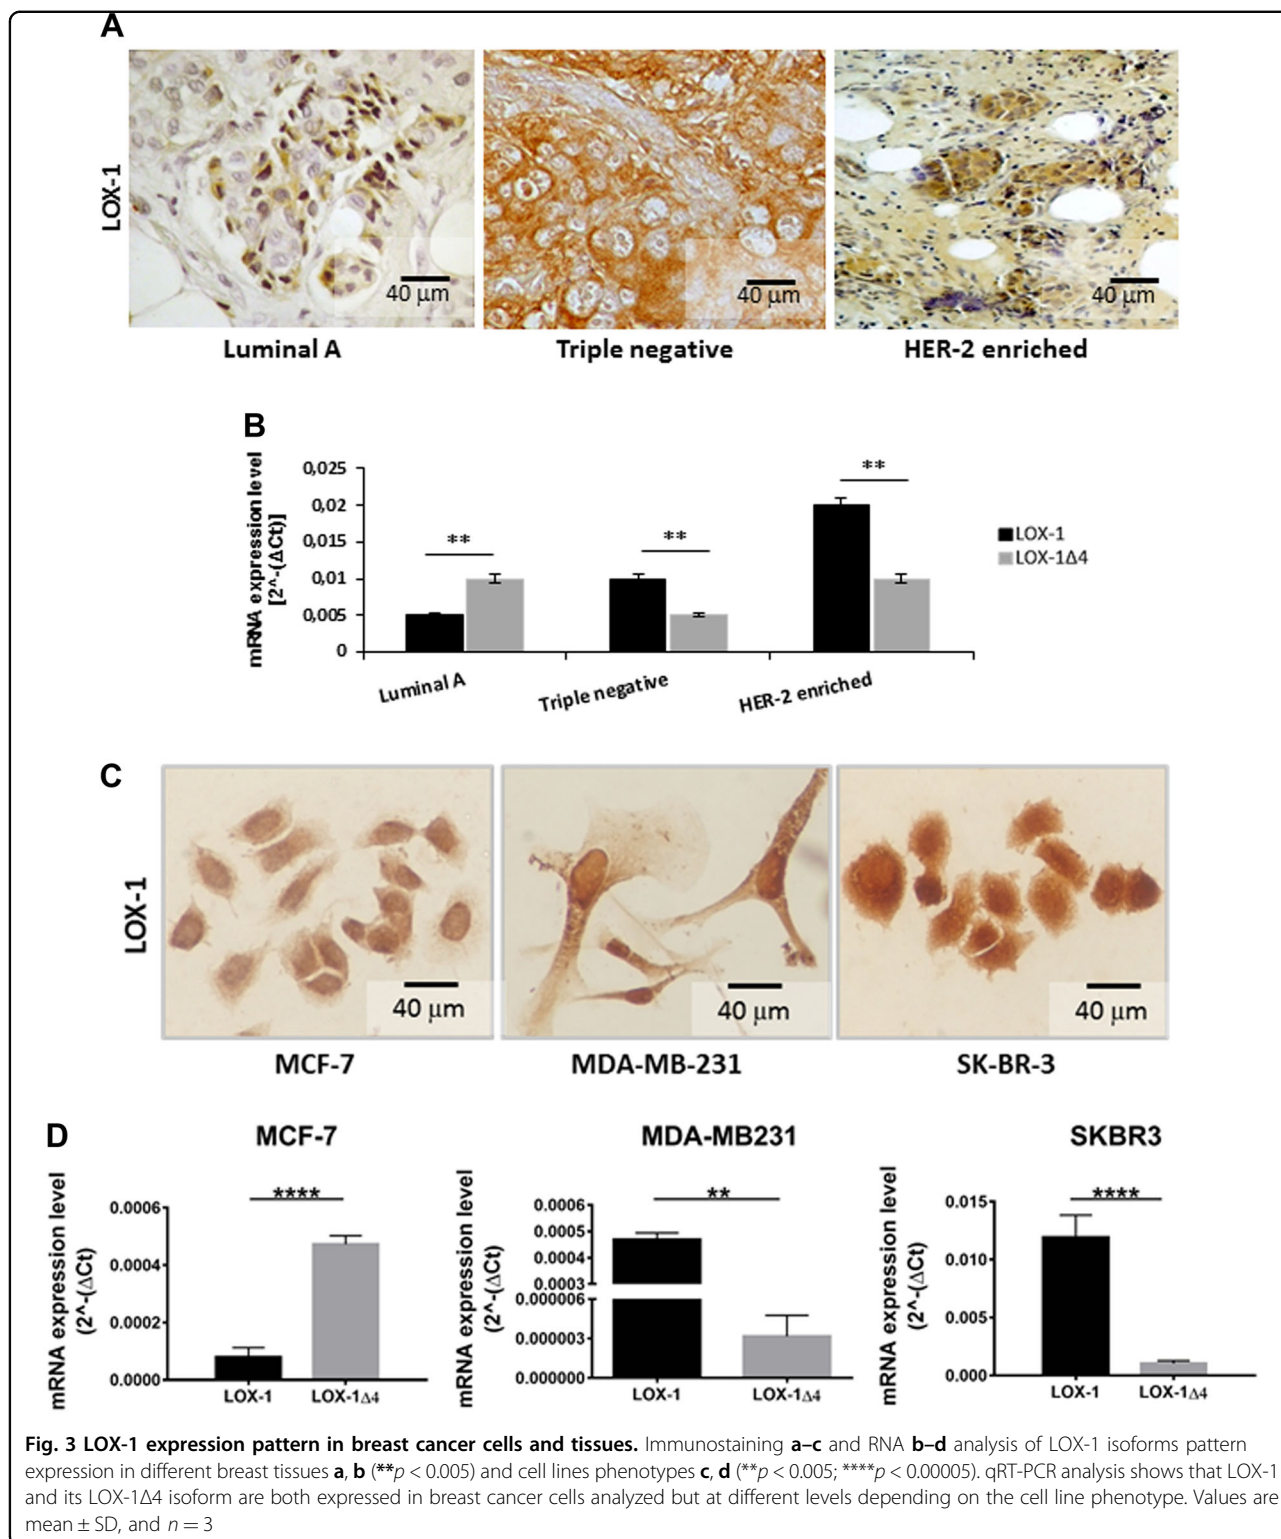 A
LOX-1
40 µm
40 µm
40 µm
Luminal A
Triple negative
HER-2 enriched
B
mRNA expression level
[2^-(ΔCt)]
0,025
0,02
0,015
0,01
0,005
0
**
**
**
Luminal A
Triple negative
HER-2 enriched
LOX-1
LOX-1Δ4
C
LOX-1
40 µm
40 µm
40 µm
MCF-7
MDA-MB-231
SK-BR-3
D
MCF-7
mRNA expression level
(2^-(ΔCt)
0.0006
0.0004
0.0002
0.0000
****
LOX-1
LOX-1Δ4
MDA-MB231
mRNA expression level
(2^-(ΔCt)
0.0006
0.0005
0.0004
0.0003
0.000006
0.000003
0.000000
**
LOX-1
LOX-1Δ4
SKBR3
mRNA expression level
(2^-(ΔCt)
0.015
0.010
0.005
0.000
****
LOX-1
LOX-1Δ4
Fig. 3 LOX-1 expression pattern in breast cancer cells and tissues. Immunostaining a–c and RNA b–d analysis of LOX-1 isoforms pattern
expression in different breast tissues a, b (**p < 0.005) and cell lines phenotypes c, d (**p < 0.005; ****p < 0.00005). qRT-PCR analysis shows that LOX-1
and its LOX-1Δ4 isoform are both expressed in breast cancer cells analyzed but at different levels depending on the cell line phenotype. Values are
mean ± SD, and n = 3